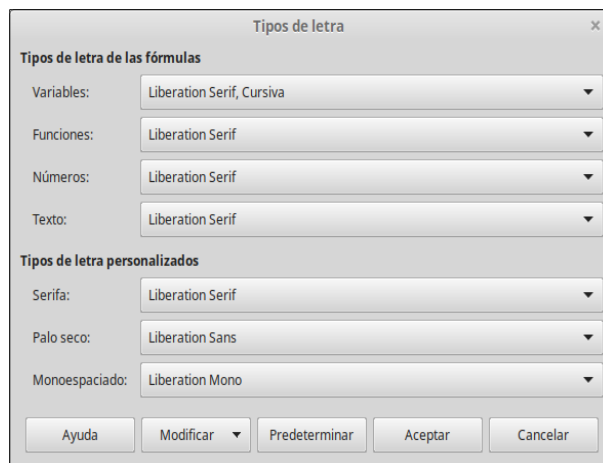 Tipos de letra
Tipos de letra de las fórmulas
Variables: Liberation Serif, Cursiva
Funciones: Liberation Serif
Números: Liberation Serif
Texto: Liberation Serif
Tipos de letra personalizados
Serifa: Liberation Serif
Palo seco: Liberation Sans
Monoespaciado: Liberation Mono
Ayuda Modificar Predeterminar Aceptar Cancelar